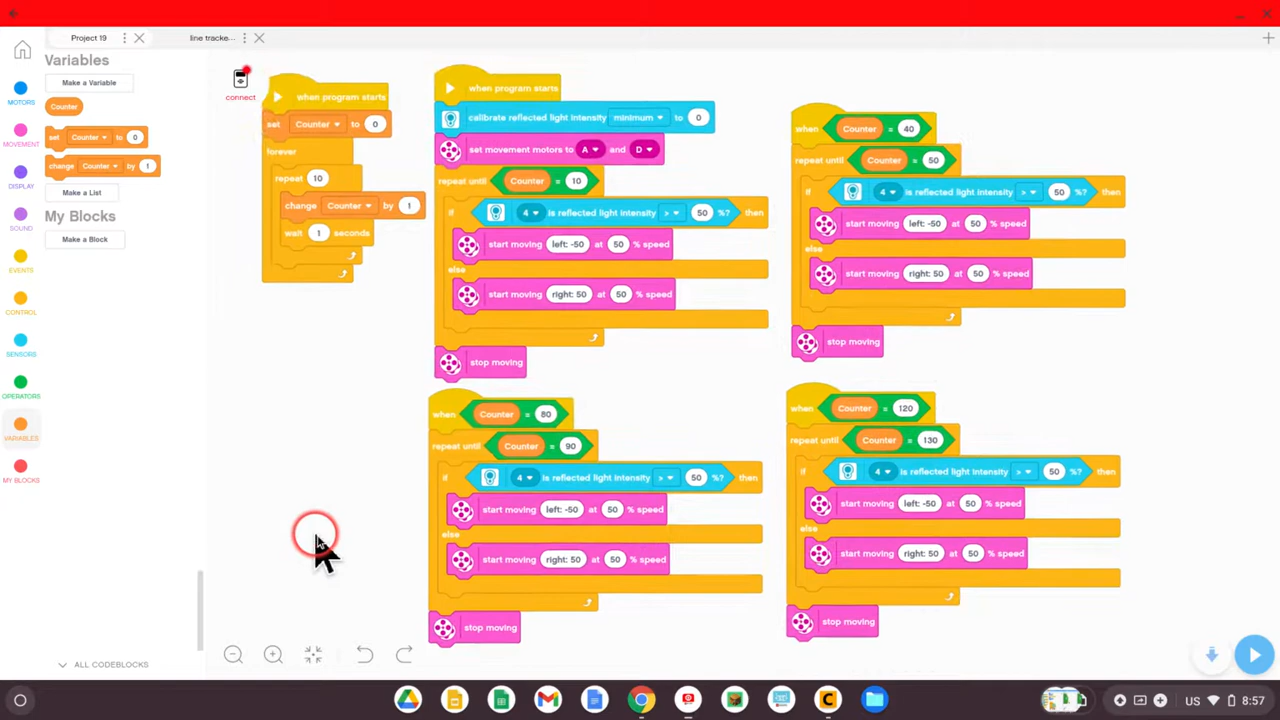 Project 19
line tracke...
Variables
Make a Variable
Counter
set Counter to 0
change Counter by 1
Make a List
My Blocks
Make a Block
MOTORS
MOVEMENT
DISPLAY
SOUND
EVENTS
CONTROL
SENSORS
OPERATORS
VARIABLES
MY BLOCKS
ALL CODEBLOCKS
connect
when program starts
set Counter to 0
forever
repeat 10
change Counter by 1
wait 1 seconds
when program starts
calibrate reflected light intensity minimum to 0
set movement motors to A and D
repeat until Counter = 10
if 4 is reflected light intensity > 50 %? then
start moving left: -50 at 50 % speed
else
start moving right: 50 at 50 % speed
stop moving
when Counter = 40
repeat until Counter = 50
if 4 is reflected light intensity > 50 %? then
start moving left: -50 at 50 % speed
else
start moving right: 50 at 50 % speed
stop moving
when Counter = 80
repeat until Counter = 90
if 4 is reflected light intensity > 50 %? then
start moving left: -50 at 50 % speed
else
start moving right: 50 at 50 % speed
stop moving
when Counter = 120
repeat until Counter = 130
if 4 is reflected light intensity > 50 %? then
start moving left: -50 at 50 % speed
else
start moving right: 50 at 50 % speed
stop moving
US 8:57